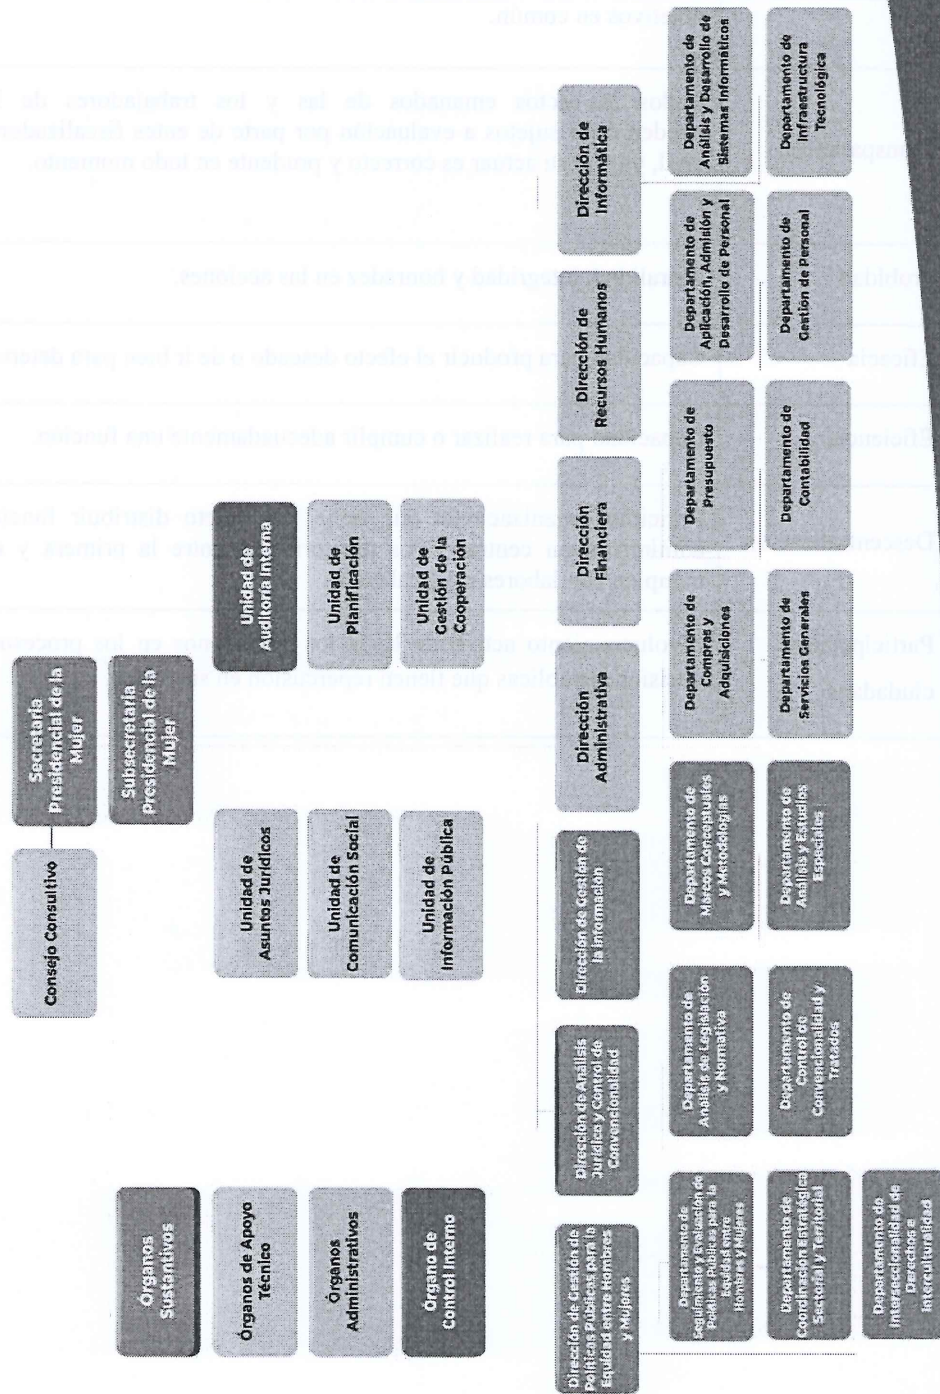 Consejo Consultivo
Secretaría
Presidencial de la
Mujer
Subsecretaría
Presidencial de la
Mujer
Órganos
Sustantivos
Órganos de Apoyo
Técnico
Órganos
Administrativos
Órgano de
Control Interno
Unidad de
Asuntos Jurídicos
Unidad de
Auditoría Interna
Unidad de
Comunicación Social
Unidad de
Planificación
Unidad de
Información Pública
Unidad de
Gestión de la
Cooperación
Dirección de Gestión de
Políticas Públicas para la
Equidad entre Hombres
y Mujeres
Dirección de Análisis
Jurídico y Control de
Convencionalidad
Dirección de Gestión de
la Información
Dirección
Administrativa
Dirección
Financiera
Dirección de
Recursos Humanos
Dirección de
Informática
Departamento de
Seguimiento y Evaluación de
Políticas Públicas para la
Equidad entre
Hombres y Mujeres
Departamento de
Análisis de Legislación
y Normativa
Departamento de
Marcos Conceptuales
y Metodologías
Departamento de
Compras y
Adquisiciones
Departamento de
Presupuesto
Departamento de
Aplicación, Admisión y
Desarrollo de Personal
Departamento de
Análisis y Desarrollo de
Sistemas Informáticos
Departamento de
Coordinación Estratégica
Sectorial y Territorial
Departamento de
Control de
Convencionalidad y
Tratados
Departamento de
Análisis y Estudios
Especiales
Departamento de
Servicios Generales
Departamento de
Contabilidad
Departamento de
Gestión de Personal
Departamento de
Infraestructura
Tecnológica
Departamento de
Interseccionalidad de
Derechos e
Interculturalidad